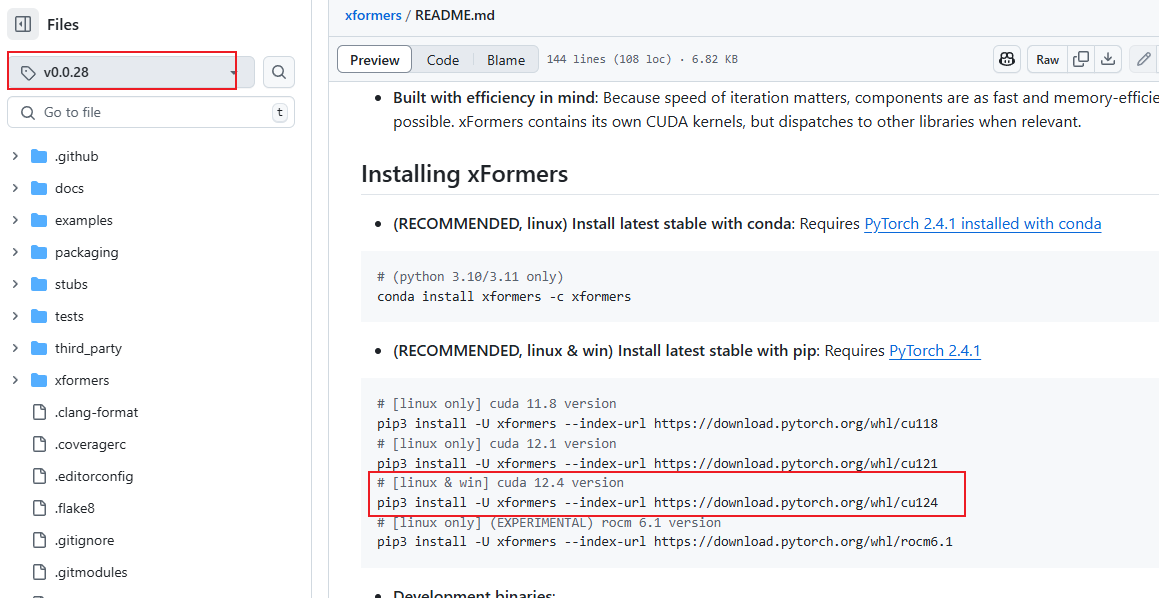 Files
v0.0.28
Go to file
t
.github
docs
examples
packaging
stubs
tests
third_party
xformers
.clang-format
.coveragerc
.editorconfig
.flake8
.gitignore
.gitmodules
xformers / README.md
Preview
Code
Blame
144 lines (108 loc) · 6.82 KB
Raw
• Built with efficiency in mind: Because speed of iteration matters, components are as fast and memory-efficie
possible. xFormers contains its own CUDA kernels, but dispatches to other libraries when relevant.
Installing xFormers
• (RECOMMENDED, linux) Install latest stable with conda: Requires PyTorch 2.4.1 installed with conda
# (python 3.10/3.11 only)
conda install xformers -c xformers
• (RECOMMENDED, linux & win) Install latest stable with pip: Requires PyTorch 2.4.1
# [linux only] cuda 11.8 version
pip3 install -U xformers --index-url https://download.pytorch.org/whl/cu118
# [linux only] cuda 12.1 version
pip3 install -U xformers --index-url https://download.pytorch.org/whl/cu121
# [linux & win] cuda 12.4 version
pip3 install -U xformers --index-url https://download.pytorch.org/whl/cu124
# [linux only] (EXPERIMENTAL) rocm 6.1 version
pip3 install -U xformers --index-url https://download.pytorch.org/whl/rocm6.1
• Development binaries: